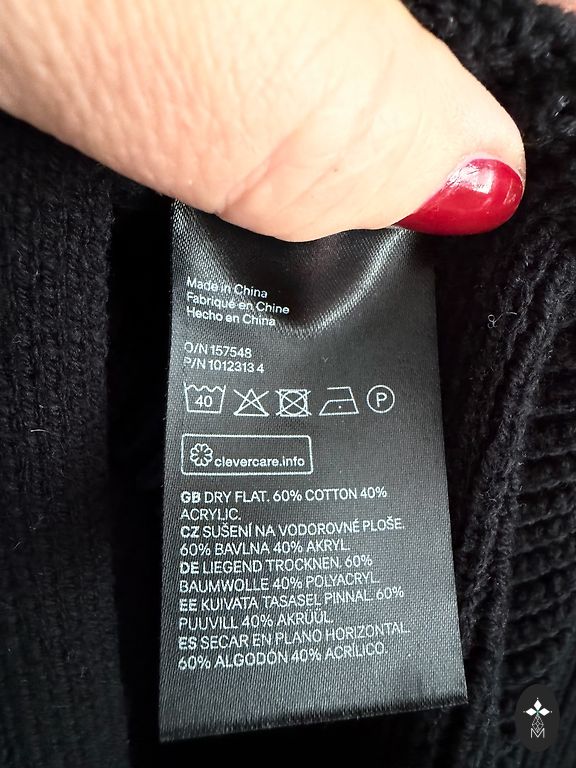 Made in China
Fabriqué en Chine
Hecho en China
O/N 157548
P/N 1012313 4
40
P
clevercare.info
GB DRY FLAT. 60% COTTON 40%
ACRYLIC.
CZ SUŠENÍ NA VODOROVNÉ PLOŠE.
60% BAVLNA 40% AKRYL.
DE LIEGEND TROCKNEN. 60%
BAUMWOLLE 40% POLYACRYL.
EE KUIVATA TASASEL PINNAL. 60%
PUUVILL 40% AKRÜÜL.
ES SECAR EN PLANO HORIZONTAL.
60% ALGODÓN 40% ACRÍLICO.
M